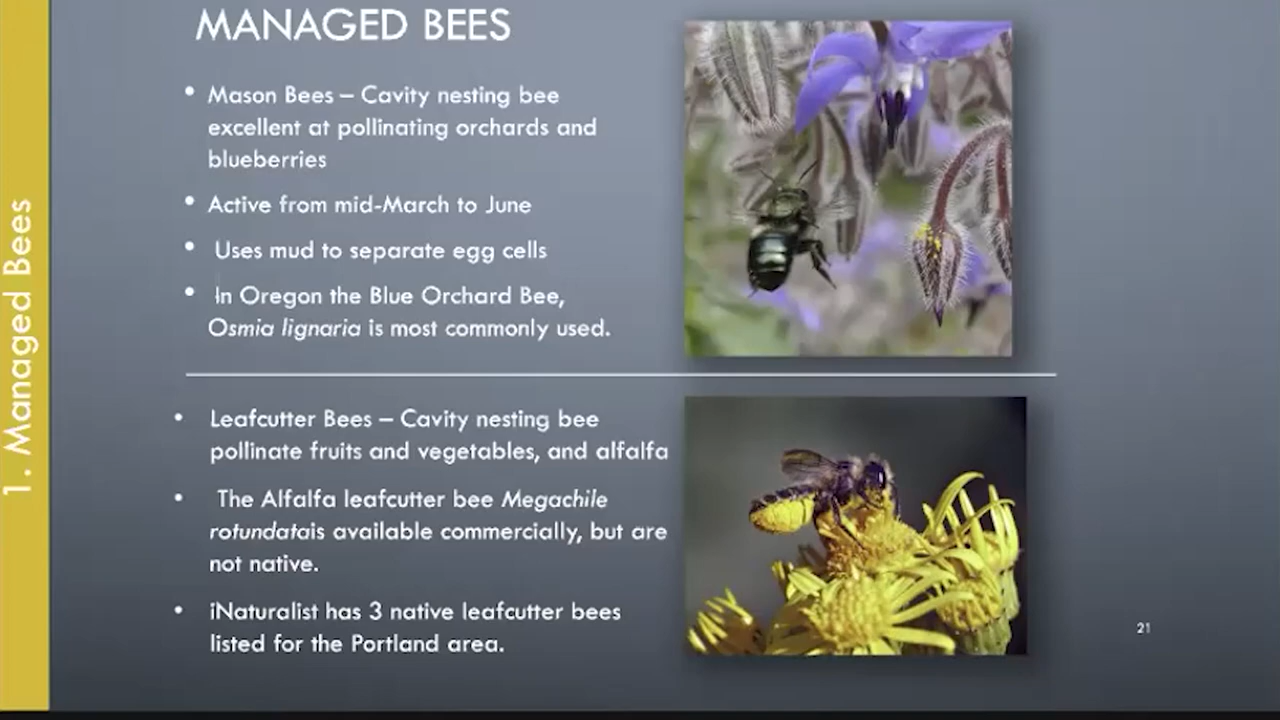 MANAGED BEES
• Mason Bees – Cavity nesting bee
excellent at pollinating orchards and
blueberries
• Active from mid-March to June
• Uses mud to separate egg cells
• In Oregon the Blue Orchard Bee,
Osmia lignaria is most commonly used.
• Leafcutter Bees – Cavity nesting bee
pollinate fruits and vegetables, and alfalfa
• The Alfalfa leafcutter bee Megachile
rotundatais available commercially, but are
not native.
• iNaturalist has 3 native leafcutter bees
listed for the Portland area.
1. Managed Bees
21